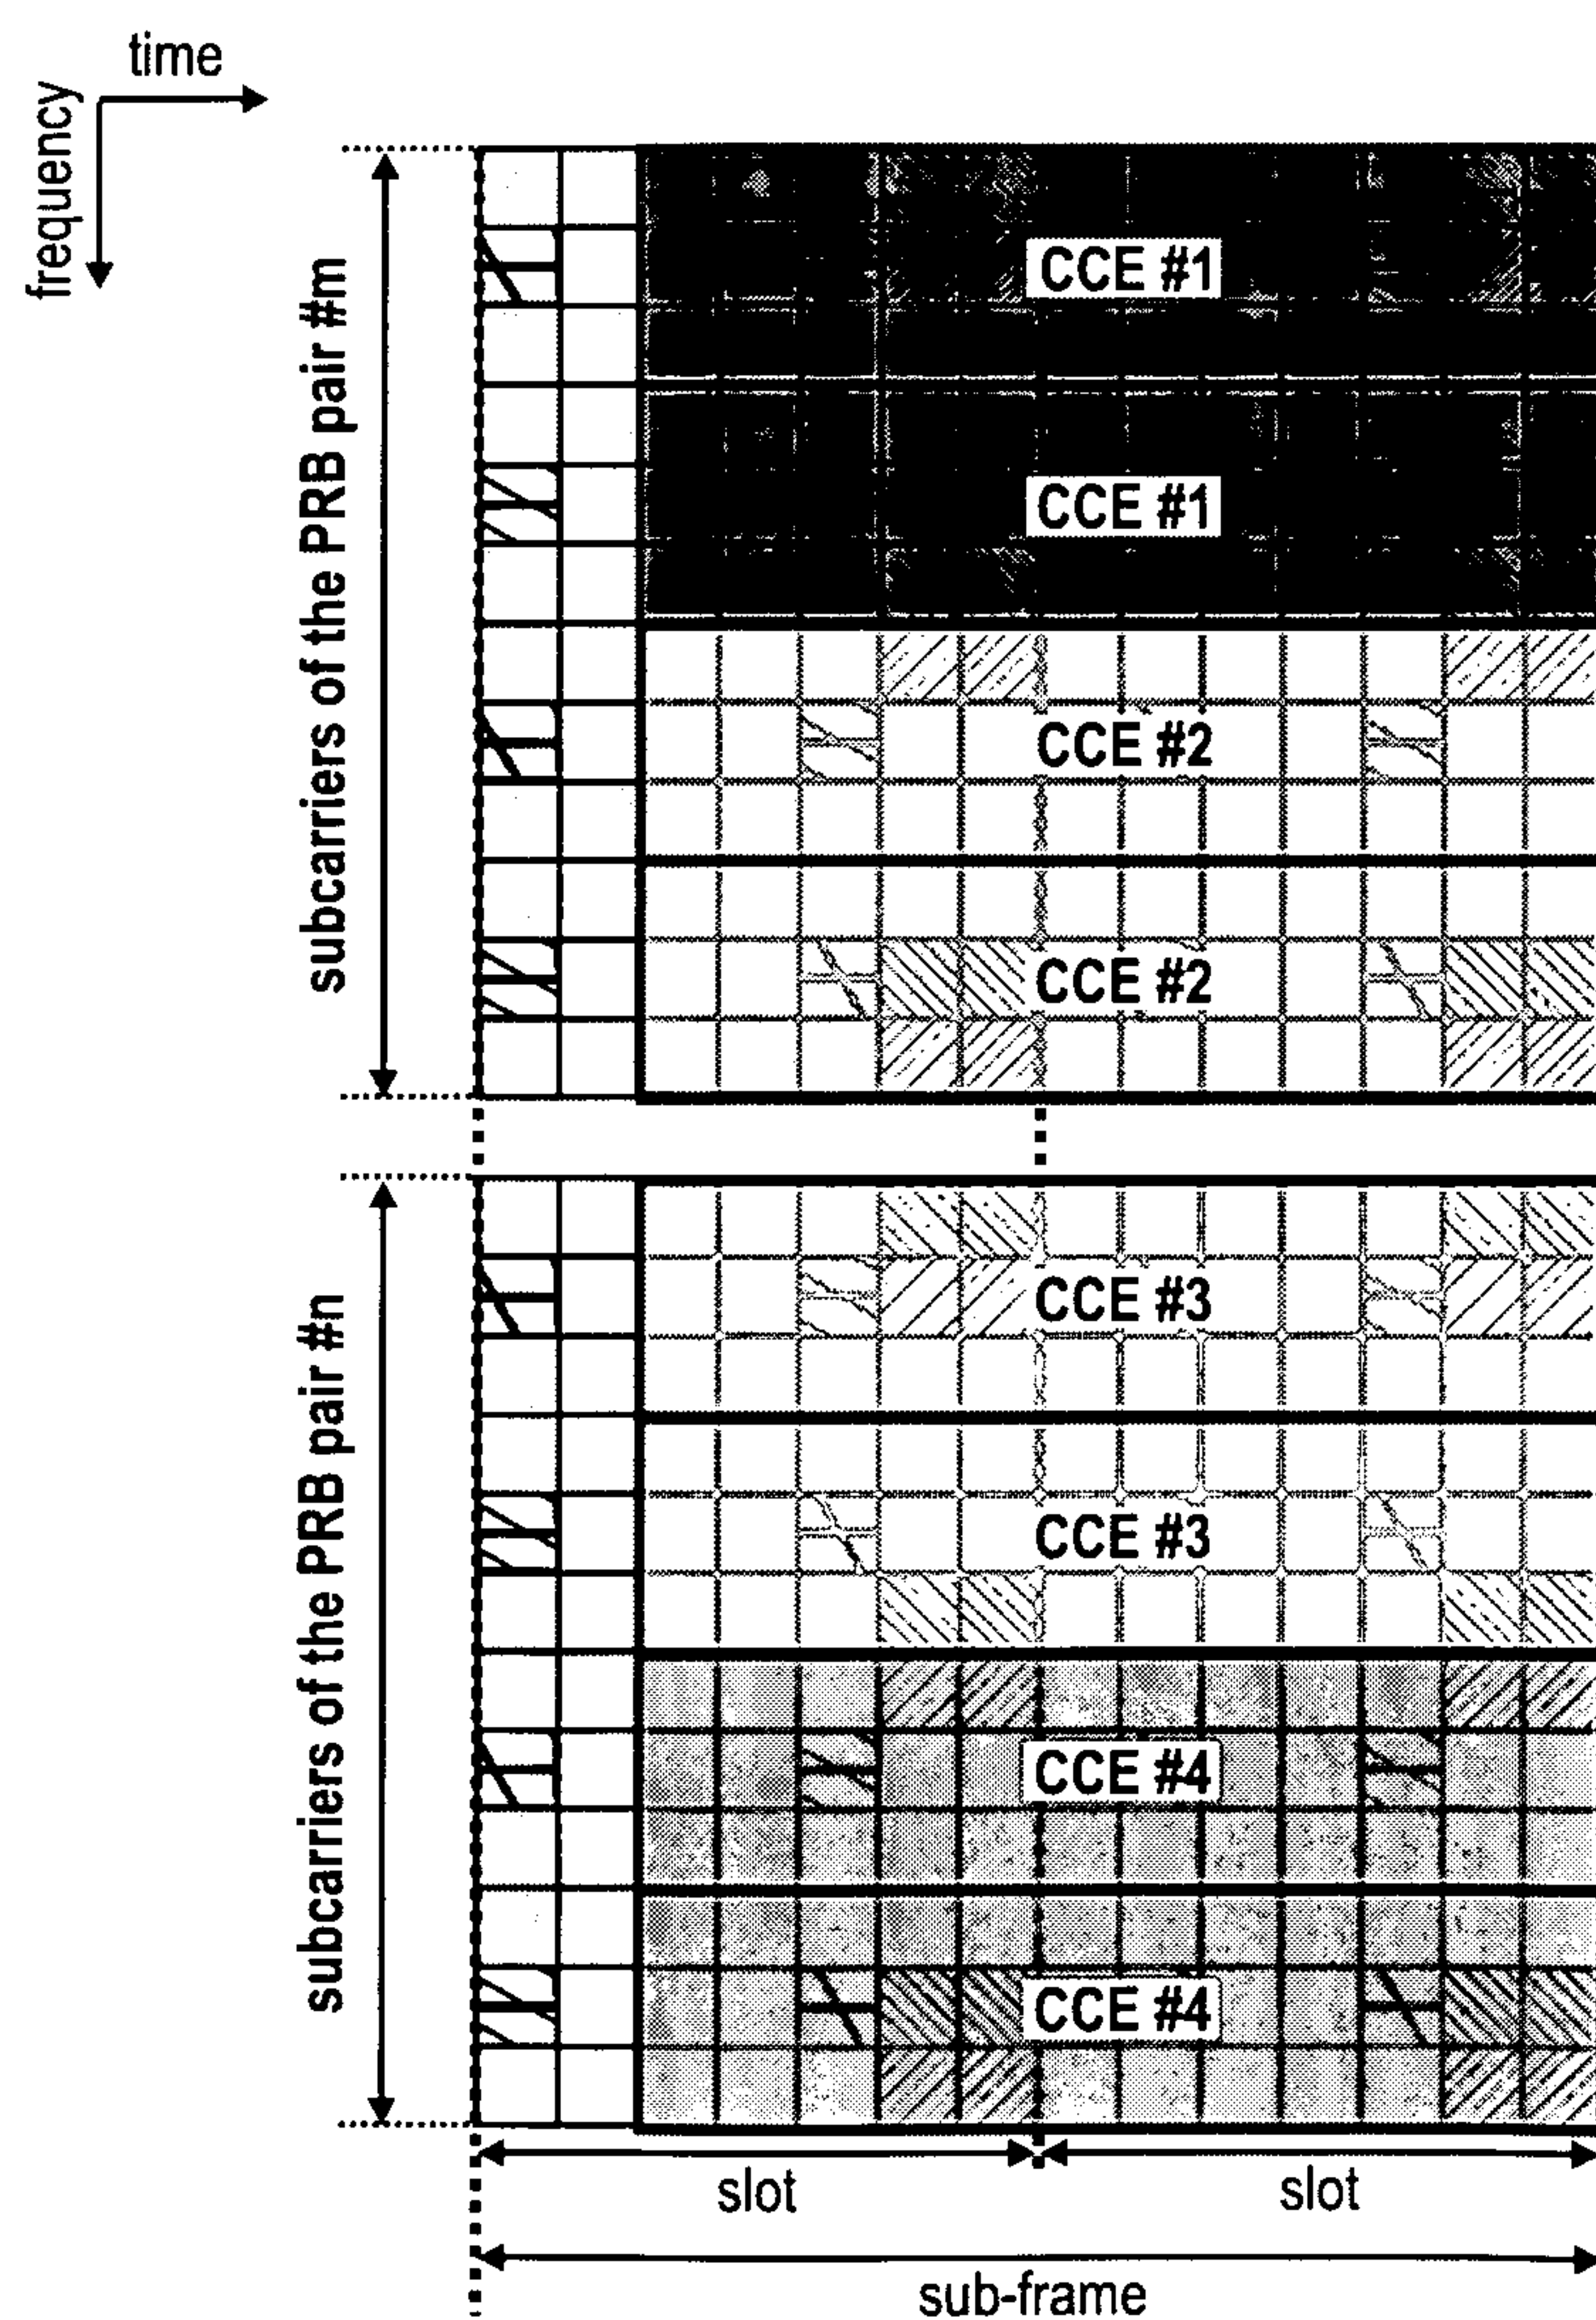 time
frequency
subcarriers of the PRB pair #m
CCE #1
CCE #1
CCE #2
CCE #2
subcarriers of the PRB pair #n
CCE #3
CCE #3
CCE #4
CCE #4
slot
slot
sub-frame